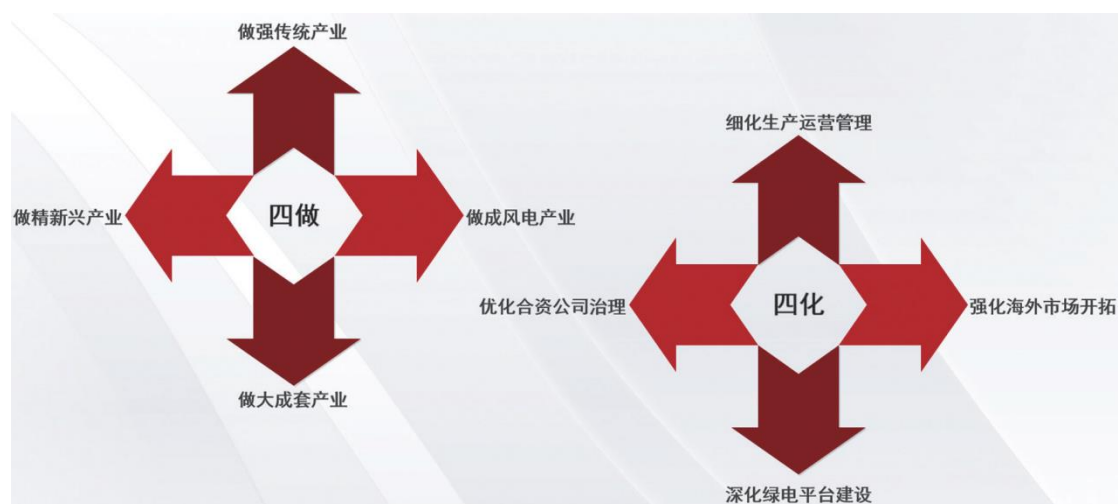 做强传统产业
做精新兴产业
四做
做成风电产业
做大成套产业
细化生产运营管理
优化合资公司治理
四化
强化海外市场开拓
深化绿电平台建设